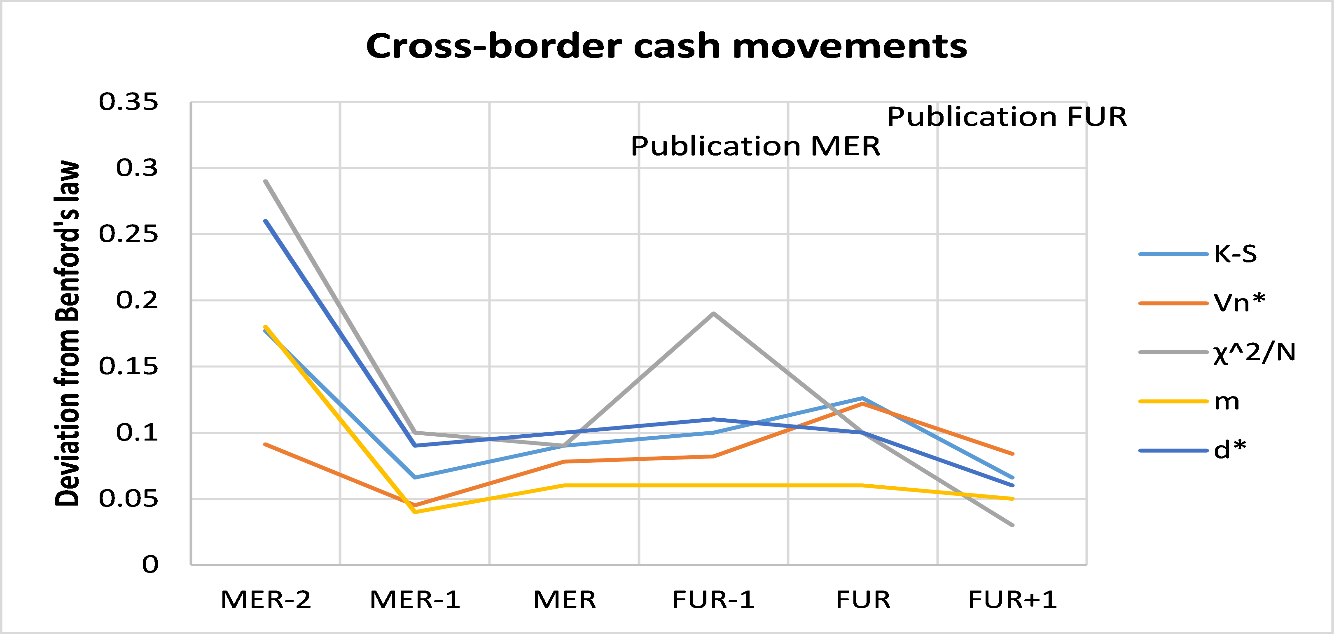 Cross-border cash movements
Deviation from Benford's law
0.35
0.3
0.25
0.2
0.15
0.1
0.05
0
Publication MER
Publication FUR
MER-2
MER-1
MER
FUR-1
FUR
FUR+1
K-S
Vn*
χ^2/N
m
d*